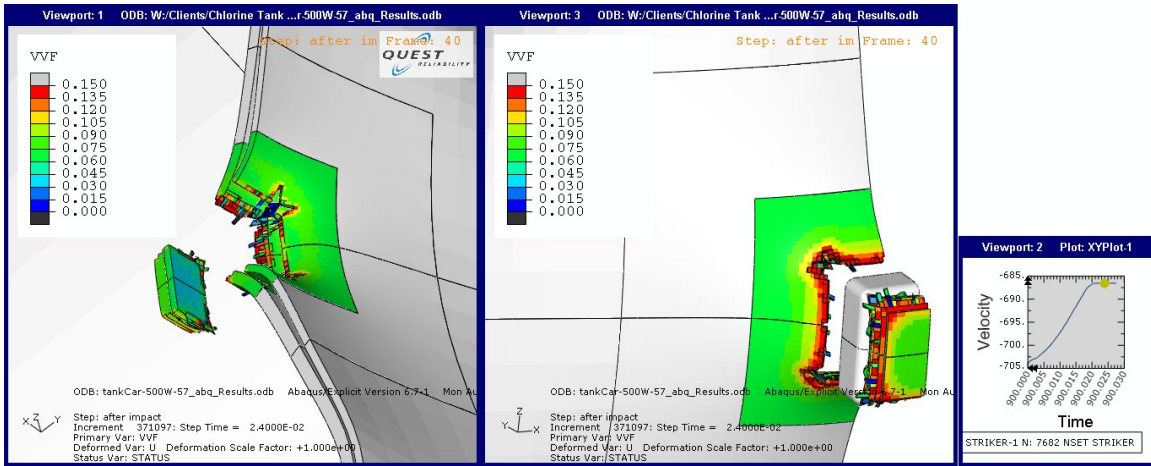 Viewport: 1 ODB: W:/Clients/Chlorine Tank ...r-500W-57_abq_Results.odb
Step: after im Frame: 40
QUEST
RELIABILITY
VVF
0.150
0.135
0.120
0.105
0.090
0.075
0.060
0.045
0.030
0.015
0.000
ODB: tankCar-500W-57_abq_Results.odb Abaqus/Explicit Version 6.7-1 Mon Au
Z
X Y
Step: after impact
Increment 371097: Step Time = 2.4000E-02
Primary Var: VVF
Deformed Var: U Deformation Scale Factor: +1.000e+00
Status Var: STATUS
Viewport: 3 ODB: W:/Clients/Chlorine Tank ...r-500W-57_abq_Results.odb
Step: after im Frame: 40
VVF
0.150
0.135
0.120
0.105
0.090
0.075
0.060
0.045
0.030
0.015
0.000
ODB: tankCar-500W-57_abq_Results.odb Abaqus/Explicit Version 6.7-1 Mon Au
Y
Z X
Step: after impact
Increment 371097: Step Time = 2.4000E-02
Primary Var: VVF
Deformed Var: U Deformation Scale Factor: +1.000e+00
Status Var: STATUS
Viewport: 2 Plot: XYPlot-1
-685.
-690.
-695.
-700.
-705.
Velocity
900.000
900.005
900.010
900.015
900.020
900.025
900.030
Time
STRIKER-1 N: 7682 NSET STRIKER